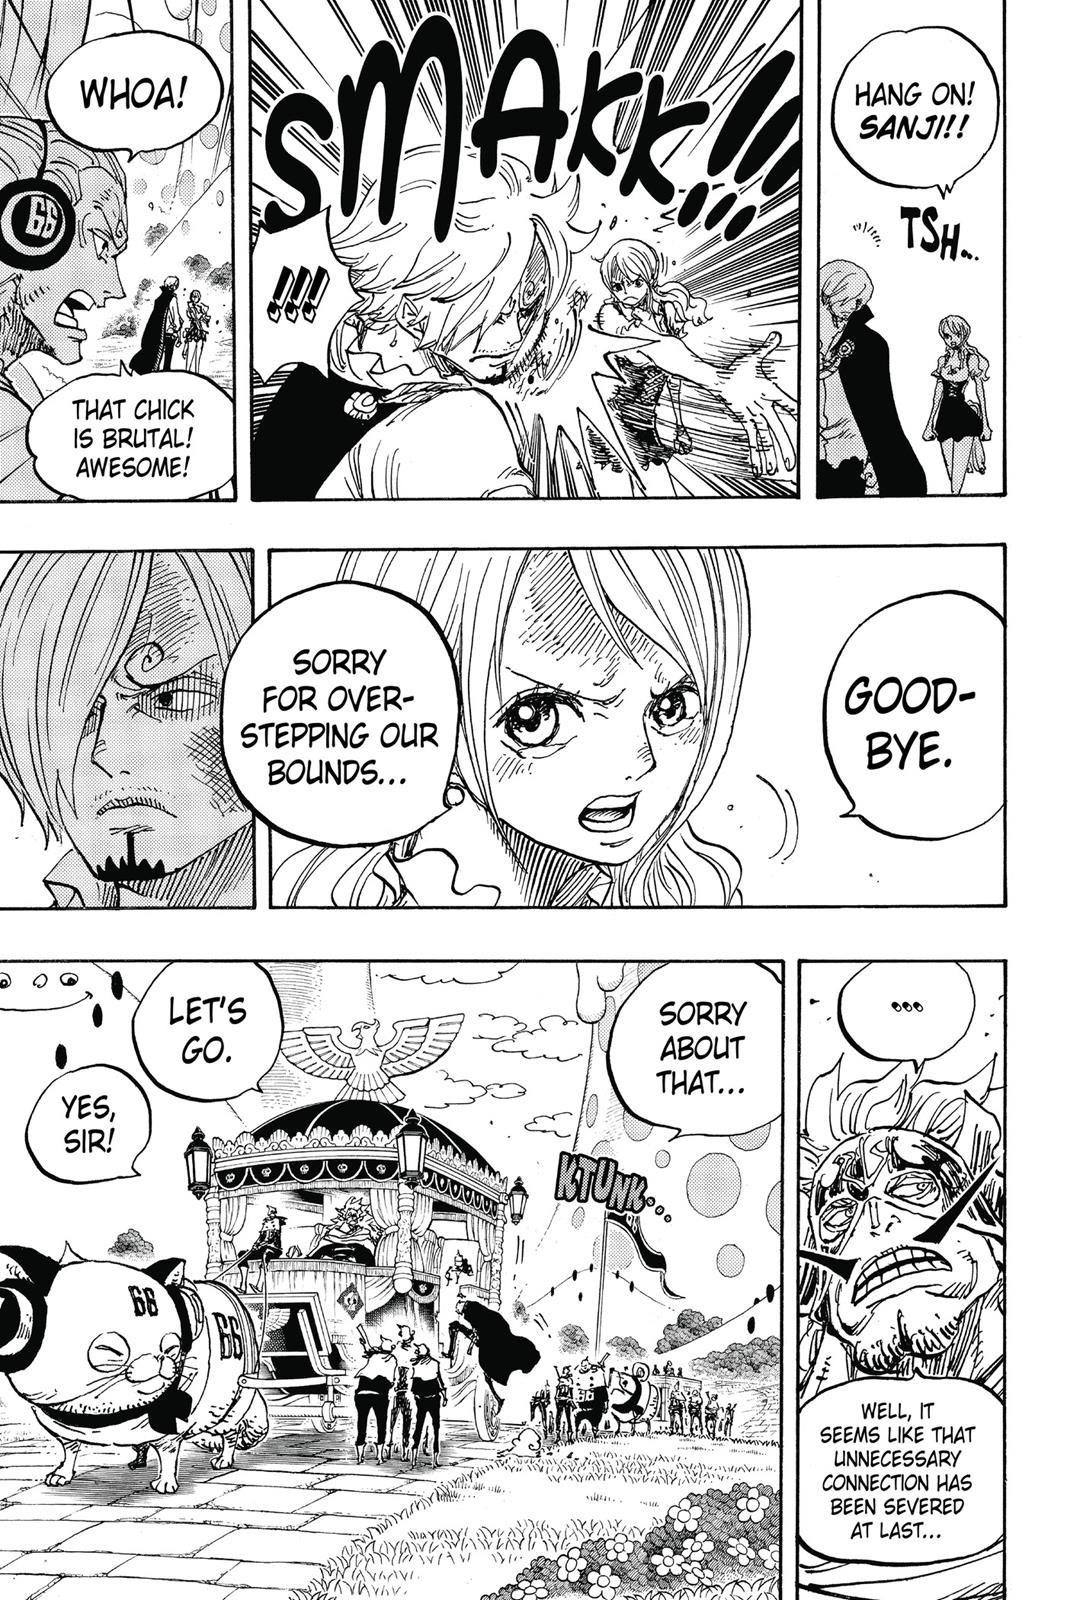 HANG ON!
SANJI!!
TSH...
SMAKK!!!
!!!
WHOA!
66
THAT CHICK
IS BRUTAL!
AWESOME!
GOOD-
BYE.
SORRY
FOR OVER-
STEPPING OUR
BOUNDS...
...
WELL, IT
SEEMS LIKE THAT
UNNECESSARY
CONNECTION HAS
BEEN SEVERED
AT LAST...
SORRY
ABOUT
THAT...
KTUNK...
LET'S
GO.
YES,
SIR!
66
66